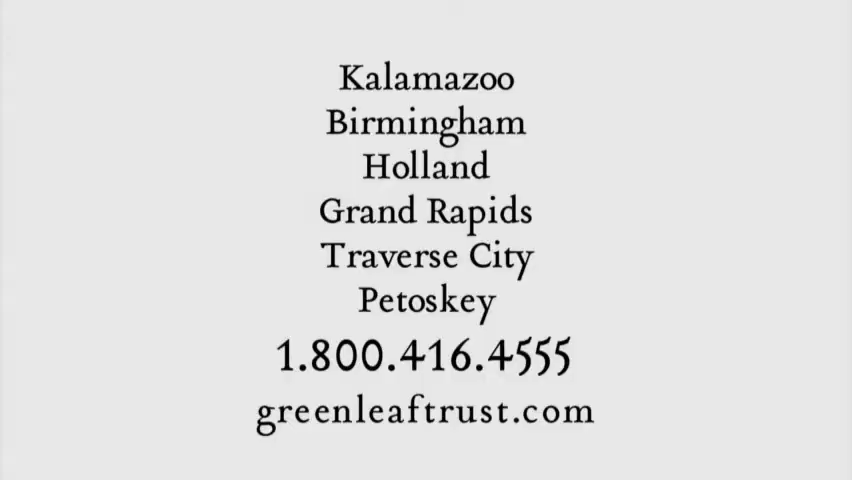 Kalamazoo
Birmingham
Holland
Grand Rapids
Traverse City
Petoskey
1.800.416.4555
greenleaftrust.com